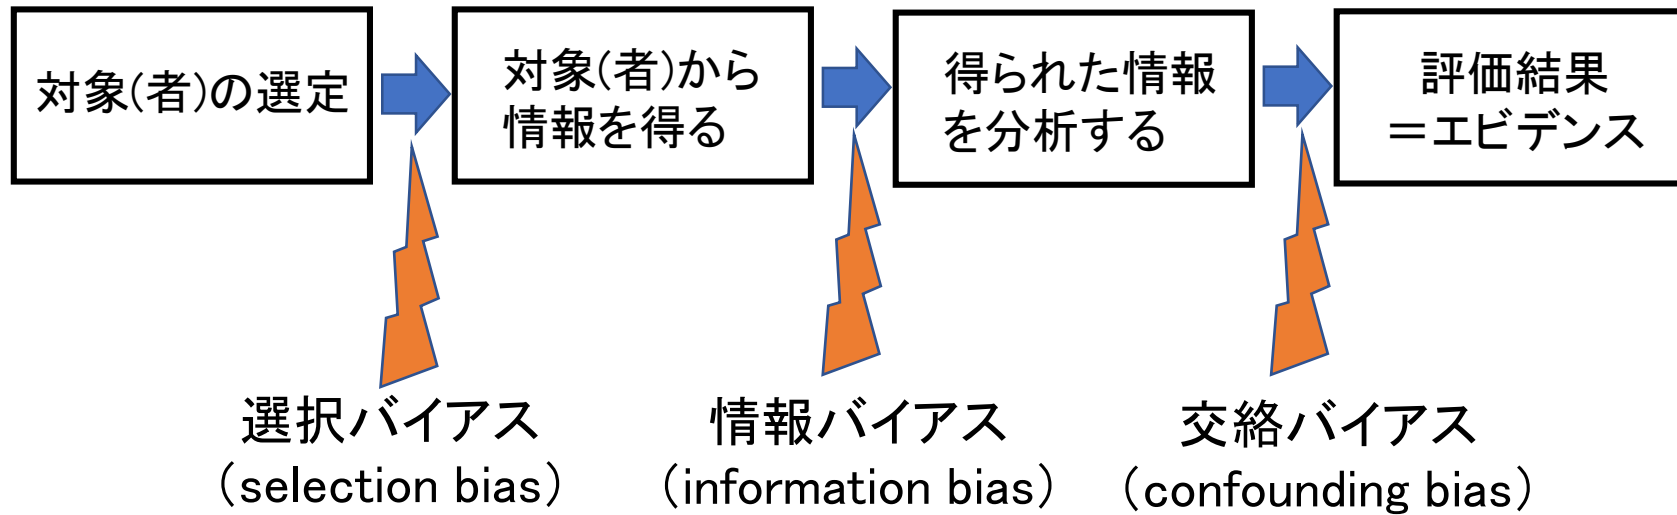 対象(者)の選定
対象(者)から
情報を得る
得られた情報
を分析する
評価結果
＝エビデンス
選択バイアス
（selection bias）
情報バイアス
（information bias）
交絡バイアス
（confounding bias）